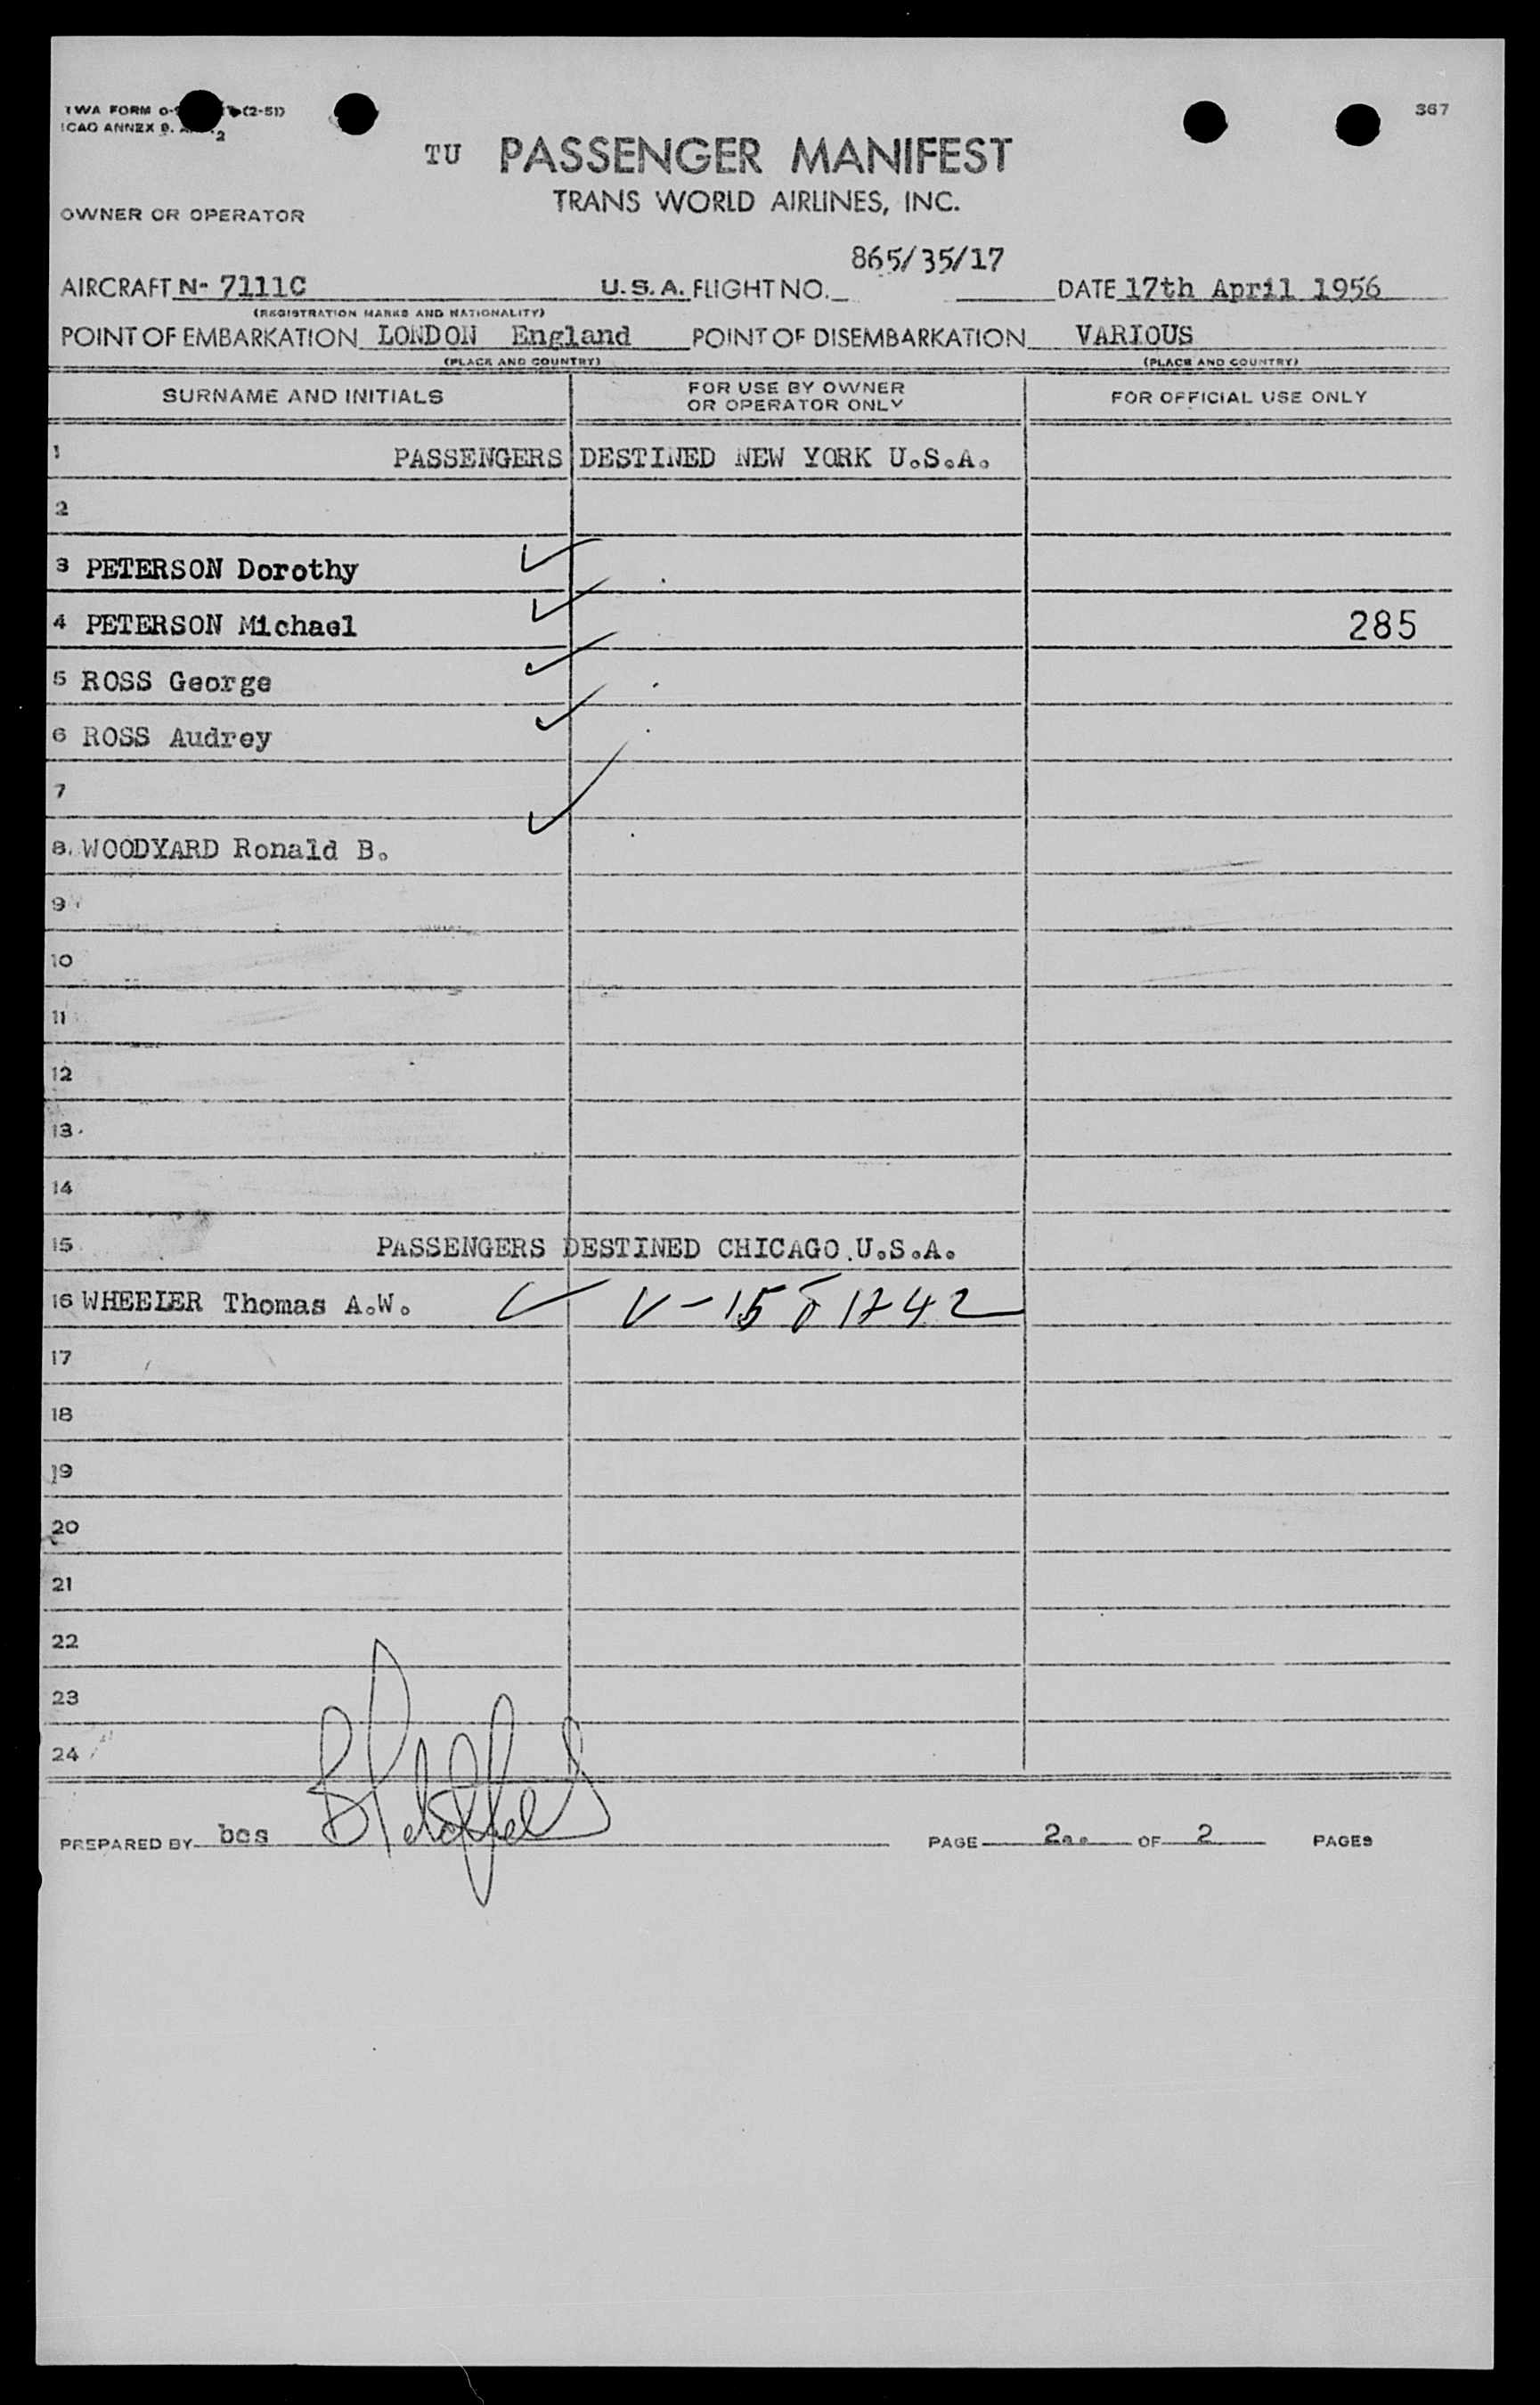 TWA FORM O- (2-51)
367
ICAO ANNEX 9. 2
TU PASSENGER MANIFEST
TRANS WORLD AIRLINES, INC.
OWNER OR OPERATOR
865/35/17
AIRCRAFT N- 7111C U.S.A. FLIGHT NO. DATE 17th April 1956
(REGISTRATION MARKS AND NATIONALITY)
POINT OF EMBARKATION LONDON England POINT OF DISEMBARKATION VARIOUS
(PLACE AND COUNTRY) (PLACE AND COUNTRY)
SURNAME AND INITIALS FOR USE BY OWNER OR OPERATOR ONLY FOR OFFICIAL USE ONLY
1 PASSENGERS DESTINED NEW YORK U.S.A.
2
3 PETERSON Dorothy
4 PETERSON Michael 285
5 ROSS George
6 ROSS Audrey
7
8. WOODYARD Ronald B.
9
10
11
12
13
14
15 PASSENGERS DESTINED CHICAGO U.S.A.
16 WHEELER Thomas A.W. V-15
17
18
19
20
21
22
23
24
PREPARED BY bcs PAGE 2 OF 2 PAGES